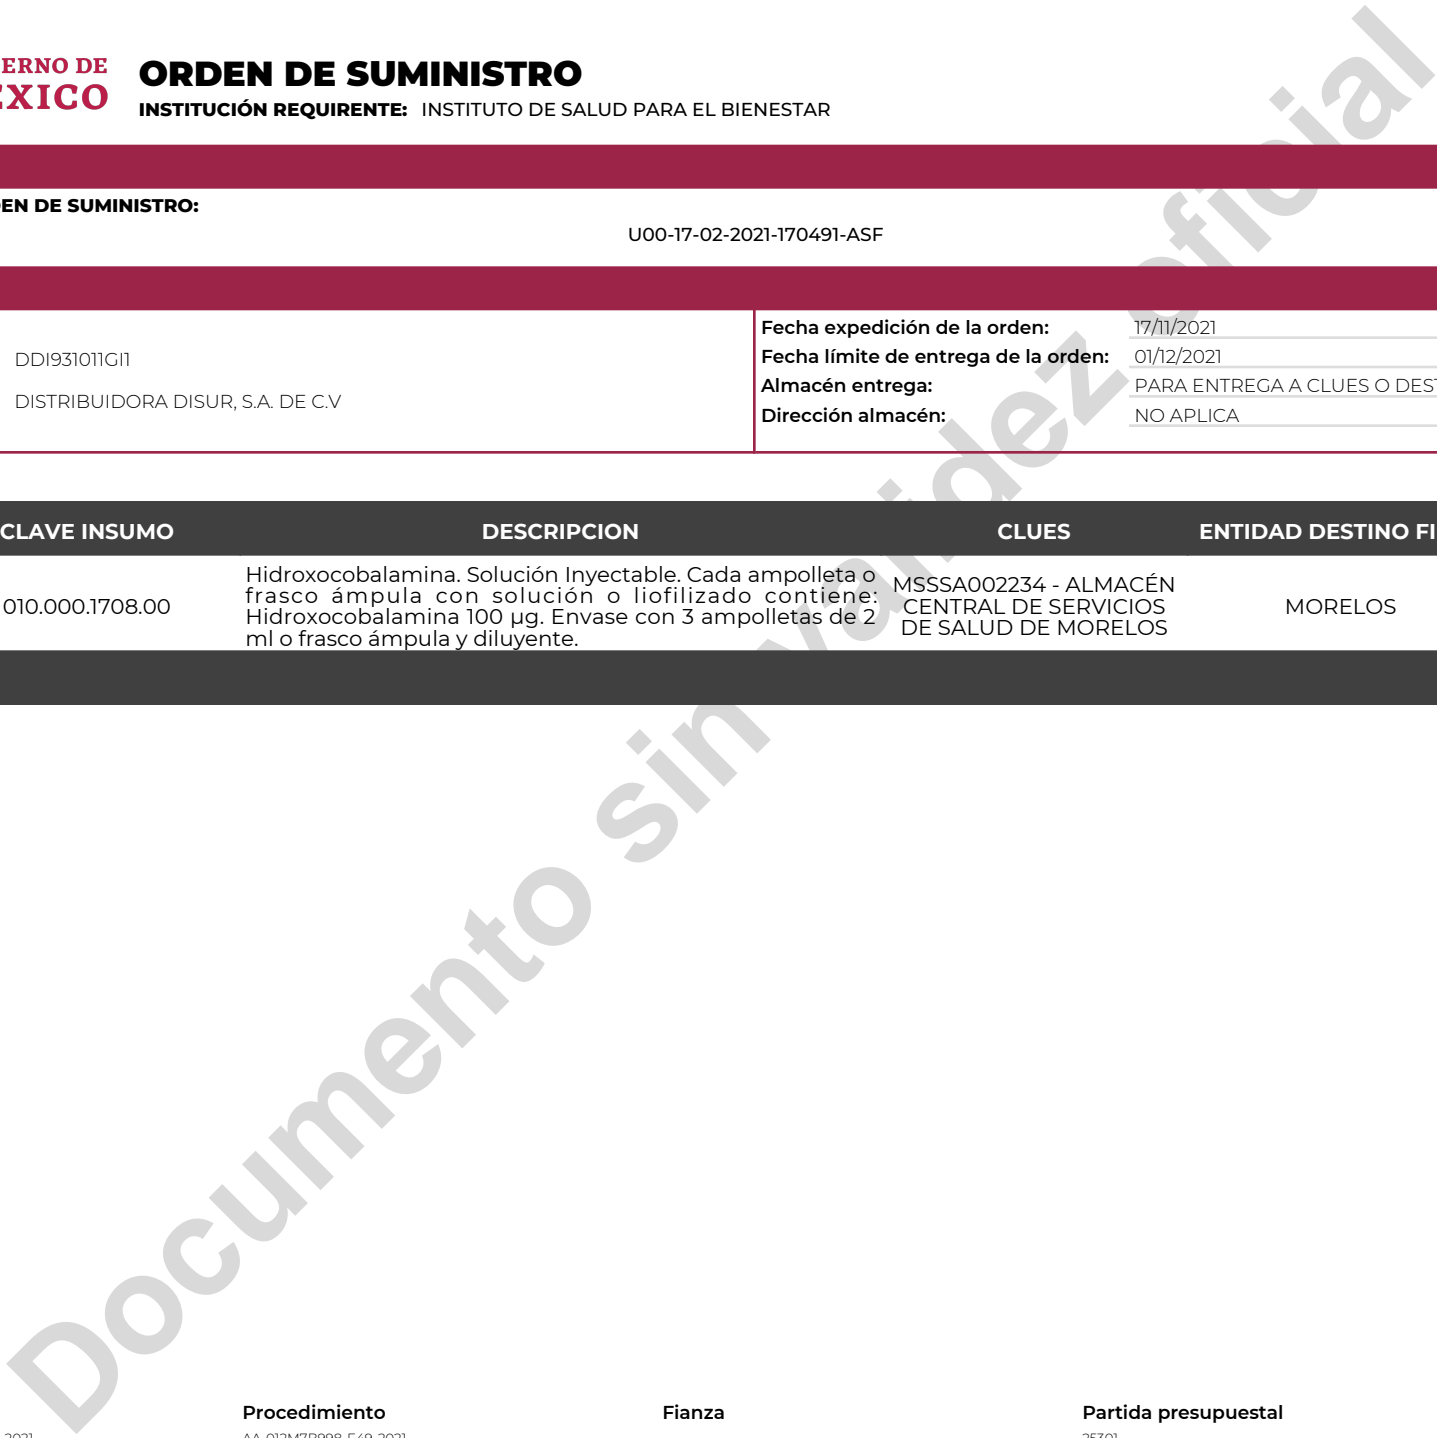 ERNO DE
EXICO
ORDEN DE SUMINISTRO
INSTITUCIÓN REQUIRENTE: INSTITUTO DE SALUD PARA EL BIENESTAR
EN DE SUMINISTRO:
U00-17-02-2021-170491-ASF
DDI931011GI1
DISTRIBUIDORA DISUR, S.A. DE C.V
Fecha expedición de la orden: 17/11/2021
Fecha límite de entrega de la orden: 01/12/2021
Almacén entrega: PARA ENTREGA A CLUES O DEST
Dirección almacén: NO APLICA
CLAVE INSUMO DESCRIPCION CLUES ENTIDAD DESTINO FI
010.000.1708.00
Hidroxocobalamina. Solución Inyectable. Cada ampolleta o
frasco ámpula con solución o liofilizado contiene:
Hidroxocobalamina 100 µg. Envase con 3 ampolletas de 2
ml o frasco ámpula y diluyente.
MSSSA002234 - ALMACÉN
CENTRAL DE SERVICIOS
DE SALUD DE MORELOS
MORELOS
Documento sin validez oficial
Procedimiento Fianza Partida presupuestal